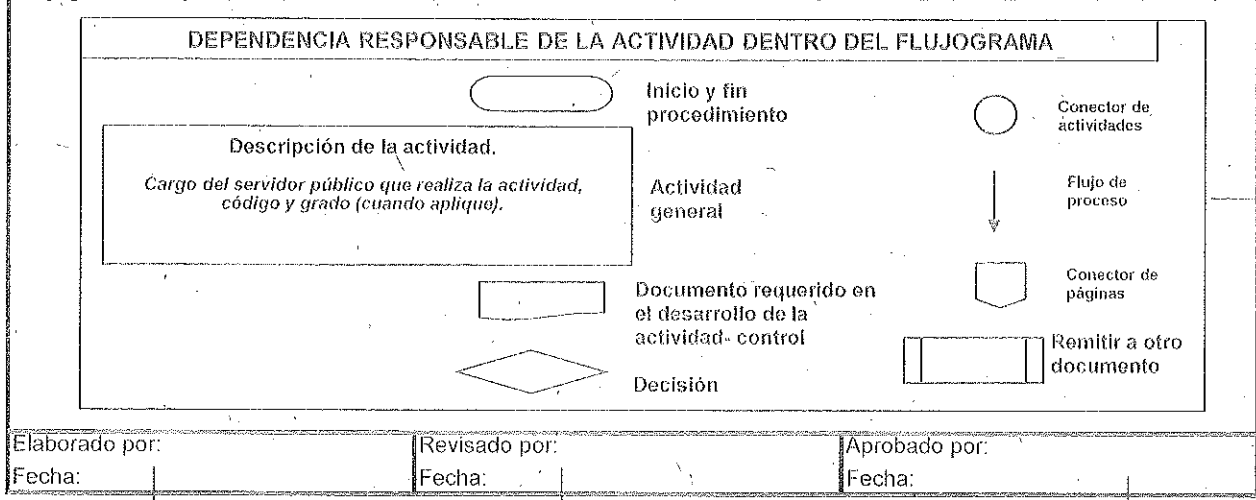 DEPENDENCIA RESPONSABLE DE LA ACTIVIDAD DENTRO DEL FLUJOGRAMA
Inicio y fin
procedimiento
Descripción de la actividad.
Cargo del servidor público que realiza la actividad,
código y grado (cuando aplique).
Actividad
general
Documento requerido en
el desarrollo de la
actividad- control
Decisión
Conector de
actividades
Flujo de
proceso
Conector de
páginas
Remitir a otro
documento
Elaborado por:
Fecha:
Revisado por:
Fecha:
Aprobado por:
Fecha: